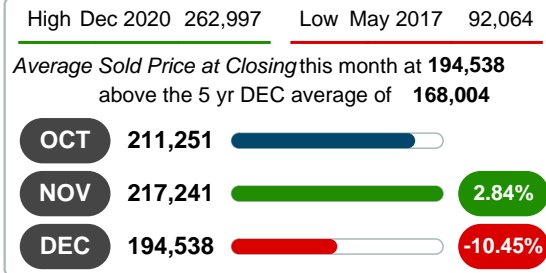 High Dec 2020 262,997 Low May 2017 92,064
Average Sold Price at Closing this month at 194,538
above the 5 yr DEC average of 168,004
OCT 211,251
NOV 217,241 2.84%
DEC 194,538 -10.45%